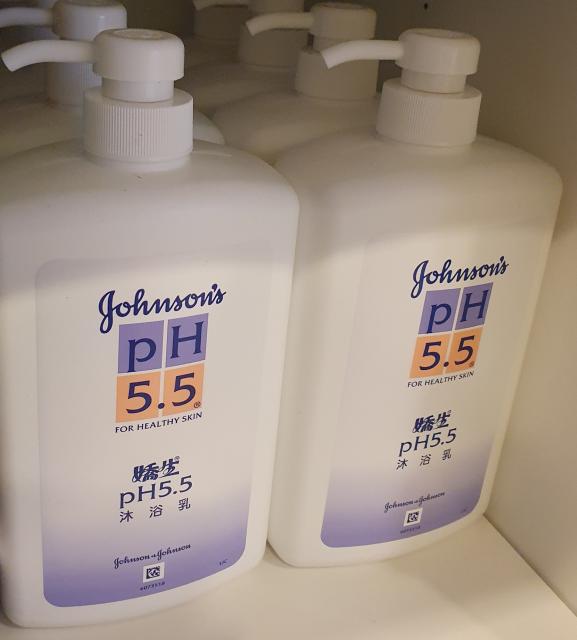 Johnson's
pH
5.5®
FOR HEALTHY SKIN
嬌生®
pH5.5
沐浴乳
Johnson & Johnson
Johnson's
pH
5.5®
FOR HEALTHY SKIN
嬌生®
pH5.5
沐浴乳
Johnson & Johnson